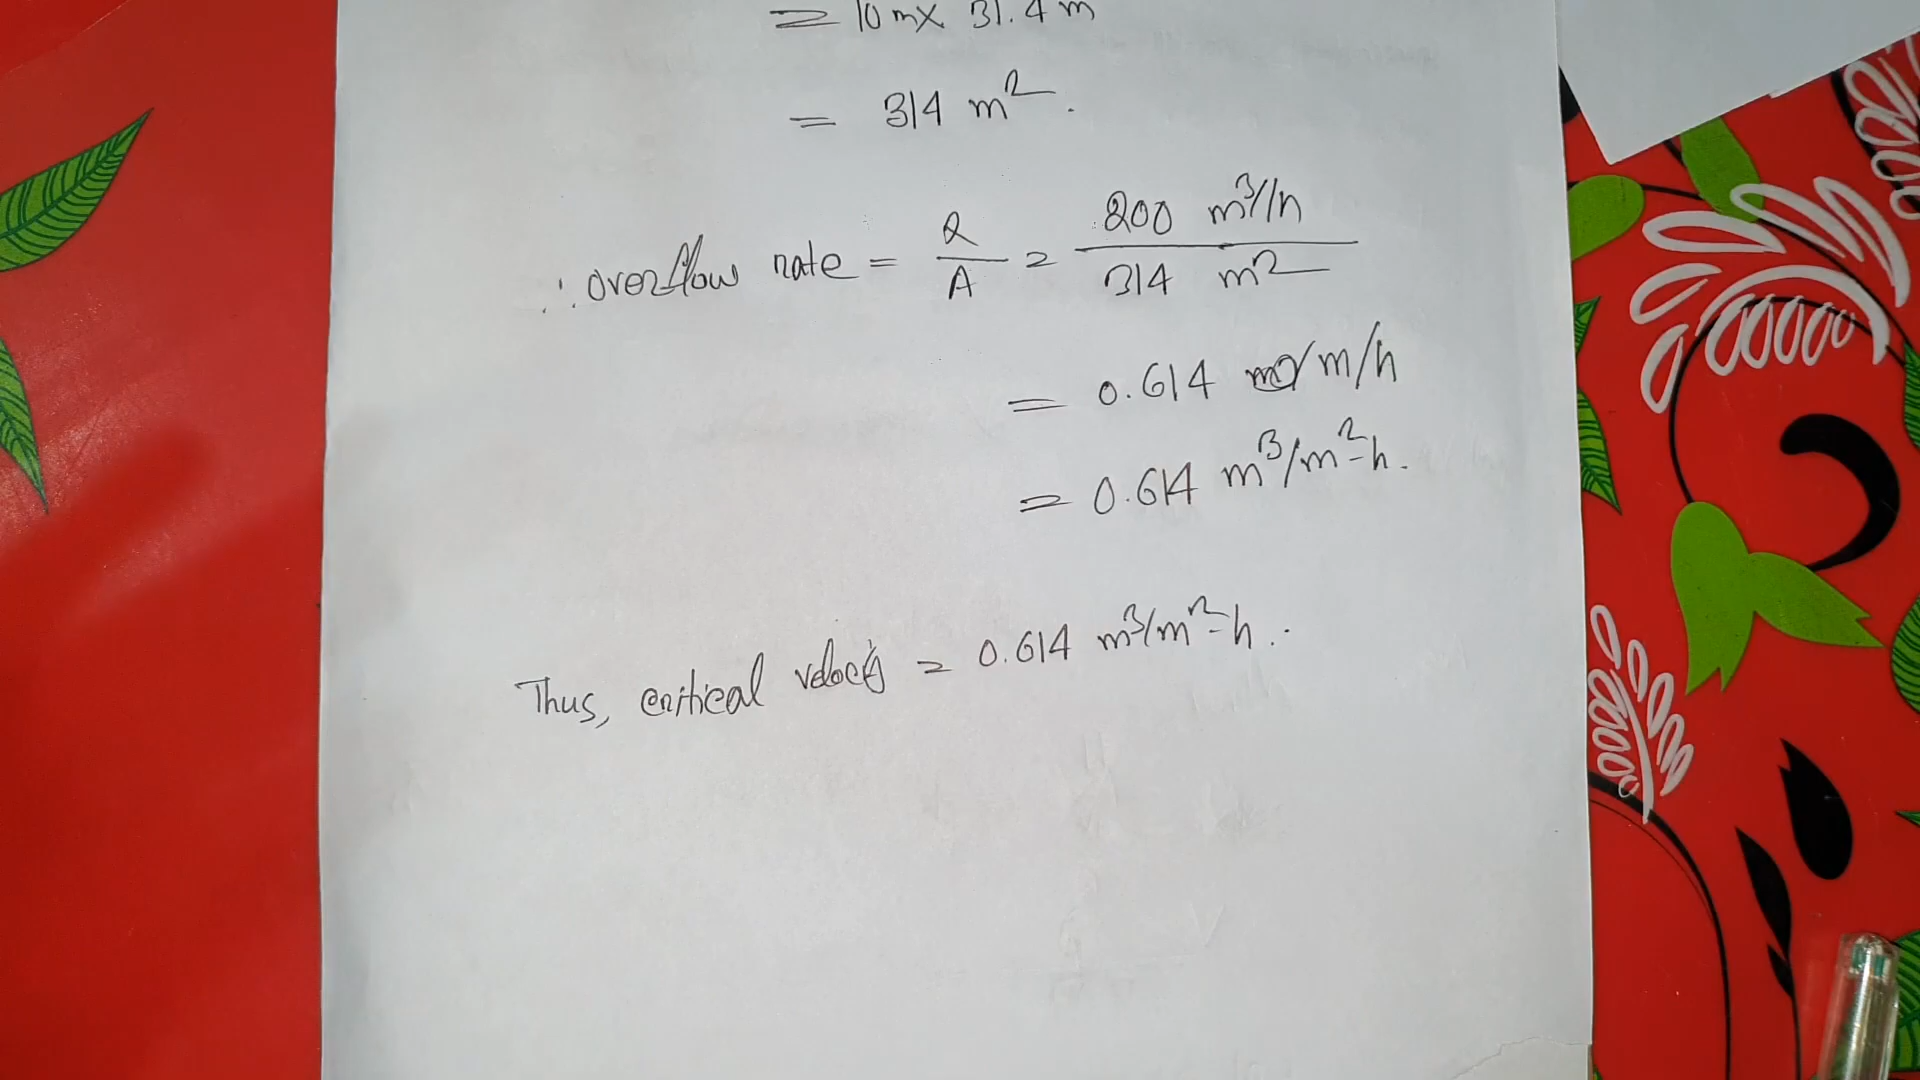 = 10 m x 31.4 m
= 314 m².
∴ overflow rate = Q/A = 200 m³/h / 314 m²
= 0.614 m/h
= 0.614 m³/m²-h.
Thus, critical velocity = 0.614 m³/m²-h.